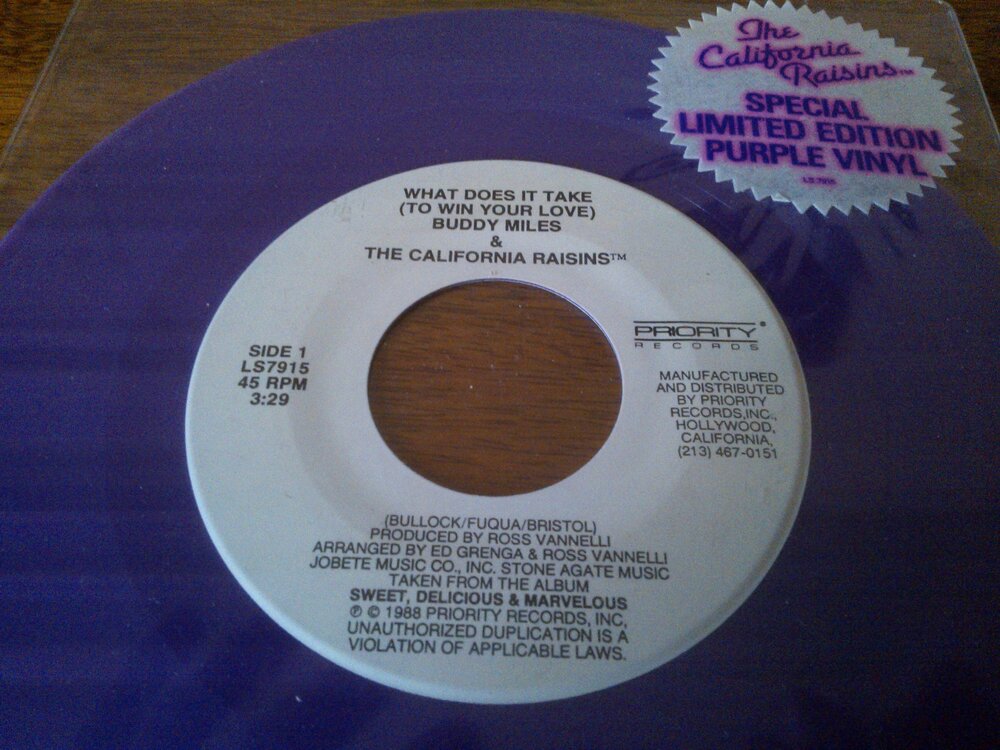 The
California
Raisins™
SPECIAL
LIMITED EDITION
PURPLE VINYL
LS 7915
WHAT DOES IT TAKE
(TO WIN YOUR LOVE)
BUDDY MILES
&
THE CALIFORNIA RAISINS™
SIDE 1
LS7915
45 RPM
3:29
PRIORITY
RECORDS
MANUFACTURED
AND DISTRIBUTED
BY PRIORITY
RECORDS,INC.,
HOLLYWOOD,
CALIFORNIA,
(213) 467-0151
(BULLOCK/FUQUA/BRISTOL)
PRODUCED BY ROSS VANNELLI
ARRANGED BY ED GRENGA & ROSS VANNELLI
JOBETE MUSIC CO., INC. STONE AGATE MUSIC
TAKEN FROM THE ALBUM
SWEET, DELICIOUS & MARVELOUS
℗ © 1988 PRIORITY RECORDS, INC,
UNAUTHORIZED DUPLICATION IS A
VIOLATION OF APPLICABLE LAWS.